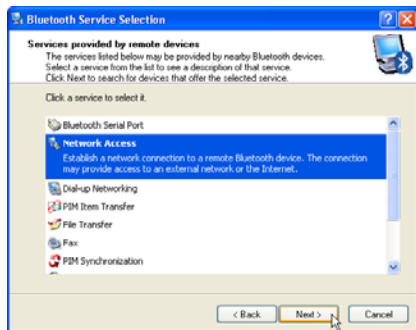 Bluetooth Service Selection
Services provided by remote devices
The services listed below may be provided by nearby Bluetooth devices.
Select a service from the list to see a description of that service.
Click Next to search for devices that offer the selected service.
Click a service to select it.
Bluetooth Serial Port
Network Access
Establish a network connection to a remote Bluetooth device. The connection
may provide access to an external network or the Internet.
Dial-up Networking
PIM Item Transfer
File Transfer
Fax
PIM Synchronization
< Back Next > Cancel